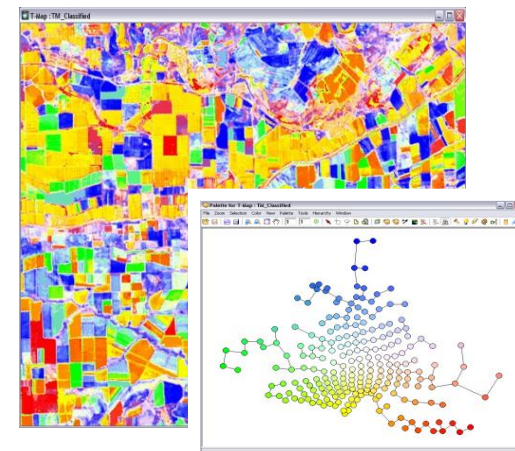 T-Map : TM_Classified
Palette for T-Map : TM_Classified
File Zoom Selection Color View Palette Tools Hierarchy Window